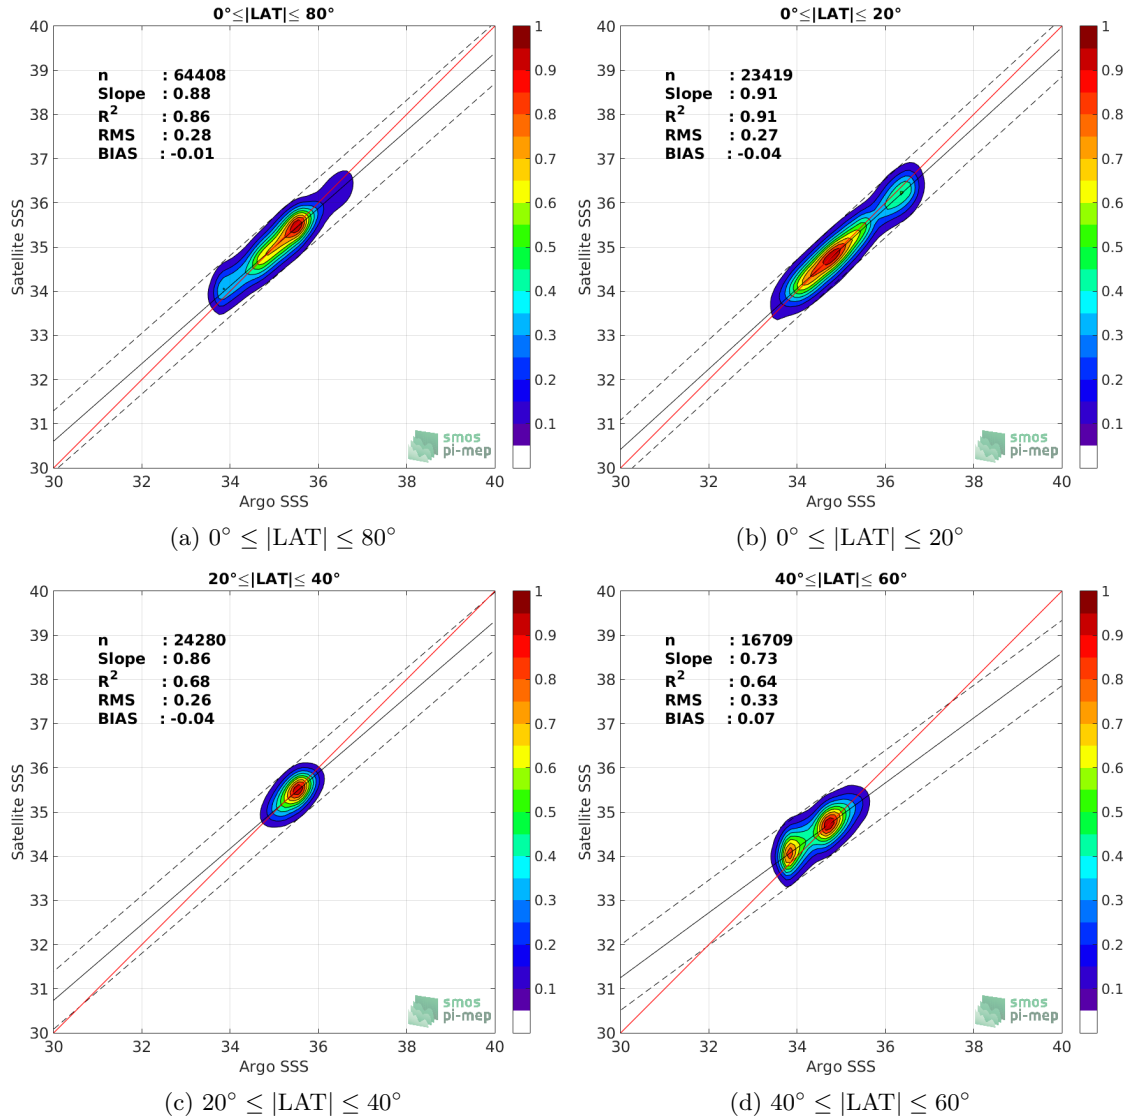 0°≤|LAT|≤ 80°
n : 64408
Slope : 0.88
R² : 0.86
RMS : 0.28
BIAS : -0.01
40
39
38
37
36
35
34
33
32
31
30
Satellite SSS
30 32 34 36 38 40
Argo SSS
1
0.9
0.8
0.7
0.6
0.5
0.4
0.3
0.2
0.1
smos
pi-mep
(a) 0° ≤ |LAT| ≤ 80°
0°≤|LAT|≤ 20°
n : 23419
Slope : 0.91
R² : 0.91
RMS : 0.27
BIAS : -0.04
40
39
38
37
36
35
34
33
32
31
30
Satellite SSS
30 32 34 36 38 40
Argo SSS
1
0.9
0.8
0.7
0.6
0.5
0.4
0.3
0.2
0.1
smos
pi-mep
(b) 0° ≤ |LAT| ≤ 20°
20°≤|LAT|≤ 40°
n : 24280
Slope : 0.86
R² : 0.68
RMS : 0.26
BIAS : -0.04
40
39
38
37
36
35
34
33
32
31
30
Satellite SSS
30 32 34 36 38 40
Argo SSS
1
0.9
0.8
0.7
0.6
0.5
0.4
0.3
0.2
0.1
smos
pi-mep
(c) 20° ≤ |LAT| ≤ 40°
40°≤|LAT|≤ 60°
n : 16709
Slope : 0.73
R² : 0.64
RMS : 0.33
BIAS : 0.07
40
39
38
37
36
35
34
33
32
31
30
Satellite SSS
30 32 34 36 38 40
Argo SSS
1
0.9
0.8
0.7
0.6
0.5
0.4
0.3
0.2
0.1
smos
pi-mep
(d) 40° ≤ |LAT| ≤ 60°